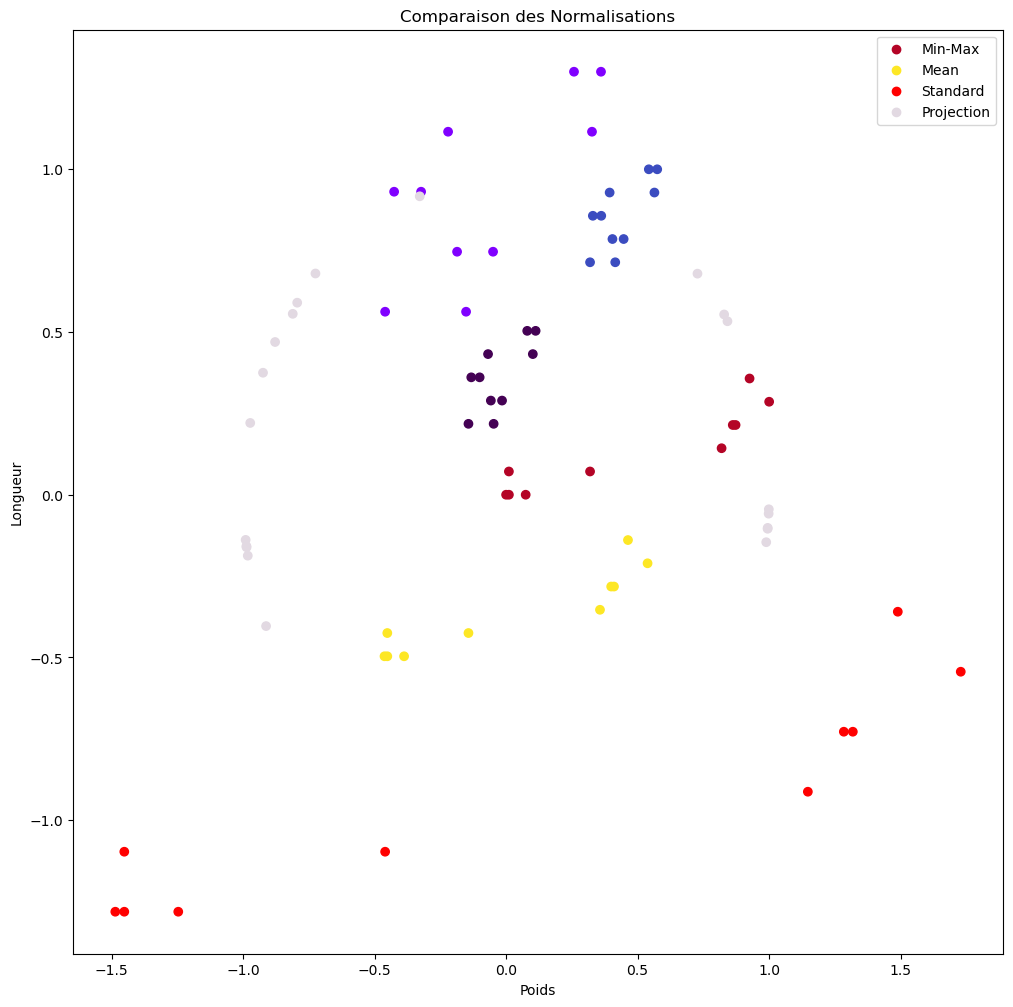 Comparaison des Normalisations
Min-Max
Mean
Standard
Projection
Longueur
1.0
0.5
0.0
−0.5
−1.0
−1.5
−1.0
−0.5
0.0
0.5
1.0
1.5
Poids